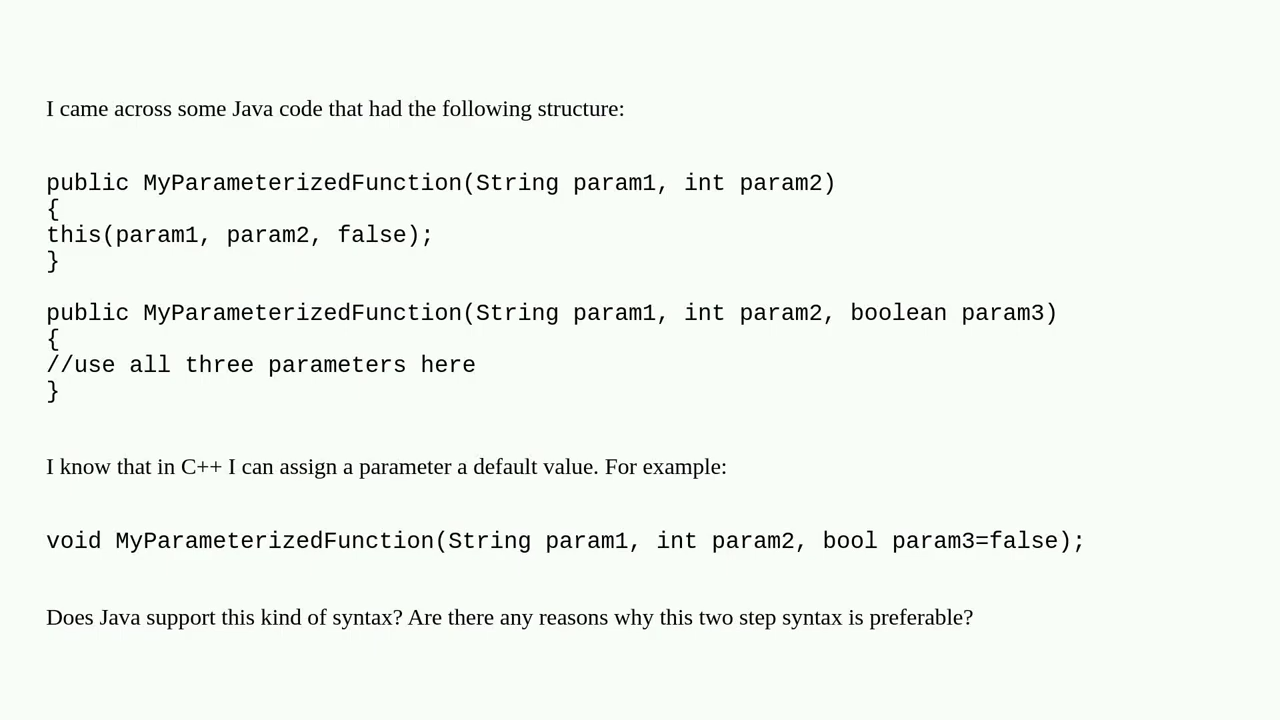 I came across some Java code that had the following structure:
public MyParameterizedFunction(String param1, int param2)
{
this(param1, param2, false);
}
public MyParameterizedFunction(String param1, int param2, boolean param3)
{
//use all three parameters here
}
I know that in C++ I can assign a parameter a default value. For example:
void MyParameterizedFunction(String param1, int param2, bool param3=false);
Does Java support this kind of syntax? Are there any reasons why this two step syntax is preferable?